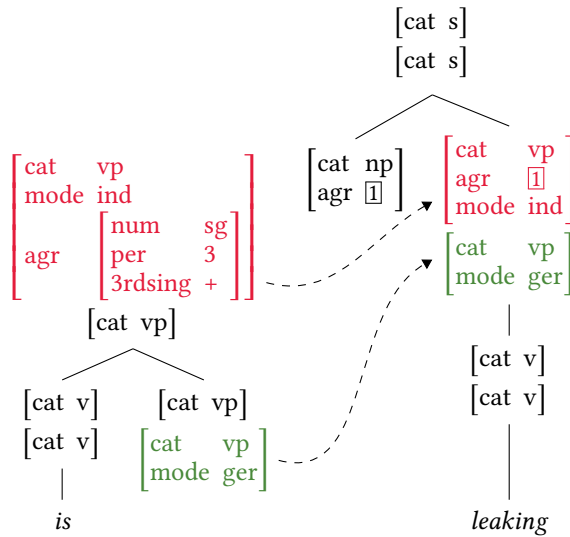 [cat s]
[cat s]
[cat np
agr 1]
[cat vp
agr 1
mode ind]
[cat vp
mode ger]
[cat v]
[cat v]
leaking
[cat vp
mode ind
agr [num sg
per 3
3rdsing +]]
[cat vp]
[cat v]
[cat v]
is
[cat vp]
[cat vp
mode ger]